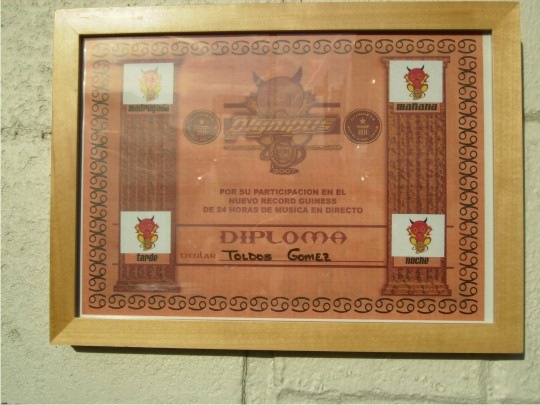 madrugada
mañana
Olampus
POR SU PARTICIPACION EN EL
NUEVO RECORD GUINESS
DE 24 HORAS DE MUSICA EN DIRECTO
DIPLOMA
TITULAR TOLDOS GOMEZ
tarde
noche